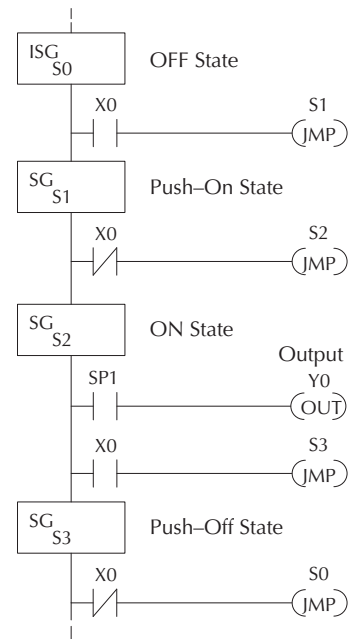 ISG
S0
OFF State
X0
S1
JMP
SG
S1
Push–On State
X0
S2
JMP
SG
S2
ON State
Output
SP1
Y0
OUT
X0
S3
JMP
SG
S3
Push–Off State
X0
S0
JMP